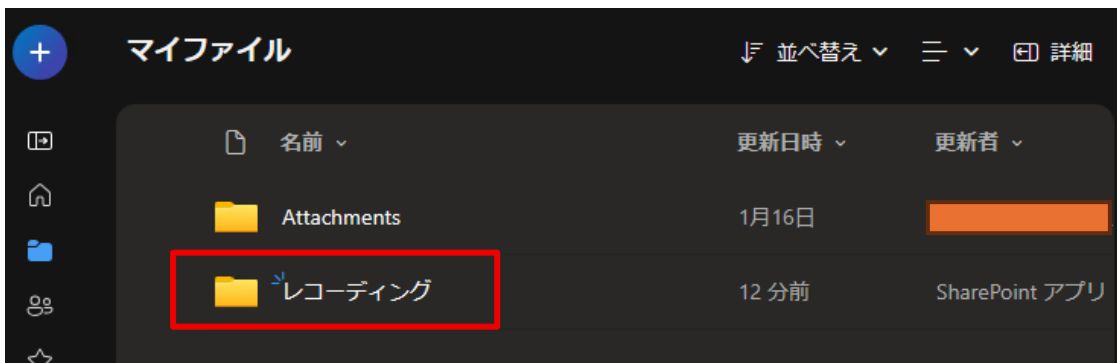 マイファイル
並べ替え
詳細
名前
更新日時
更新者
Attachments
1月16日
レコーディング
12 分前
SharePoint アプリ